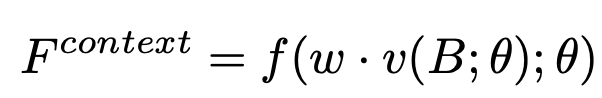 F^{context} = f(w · v(B; θ); θ)